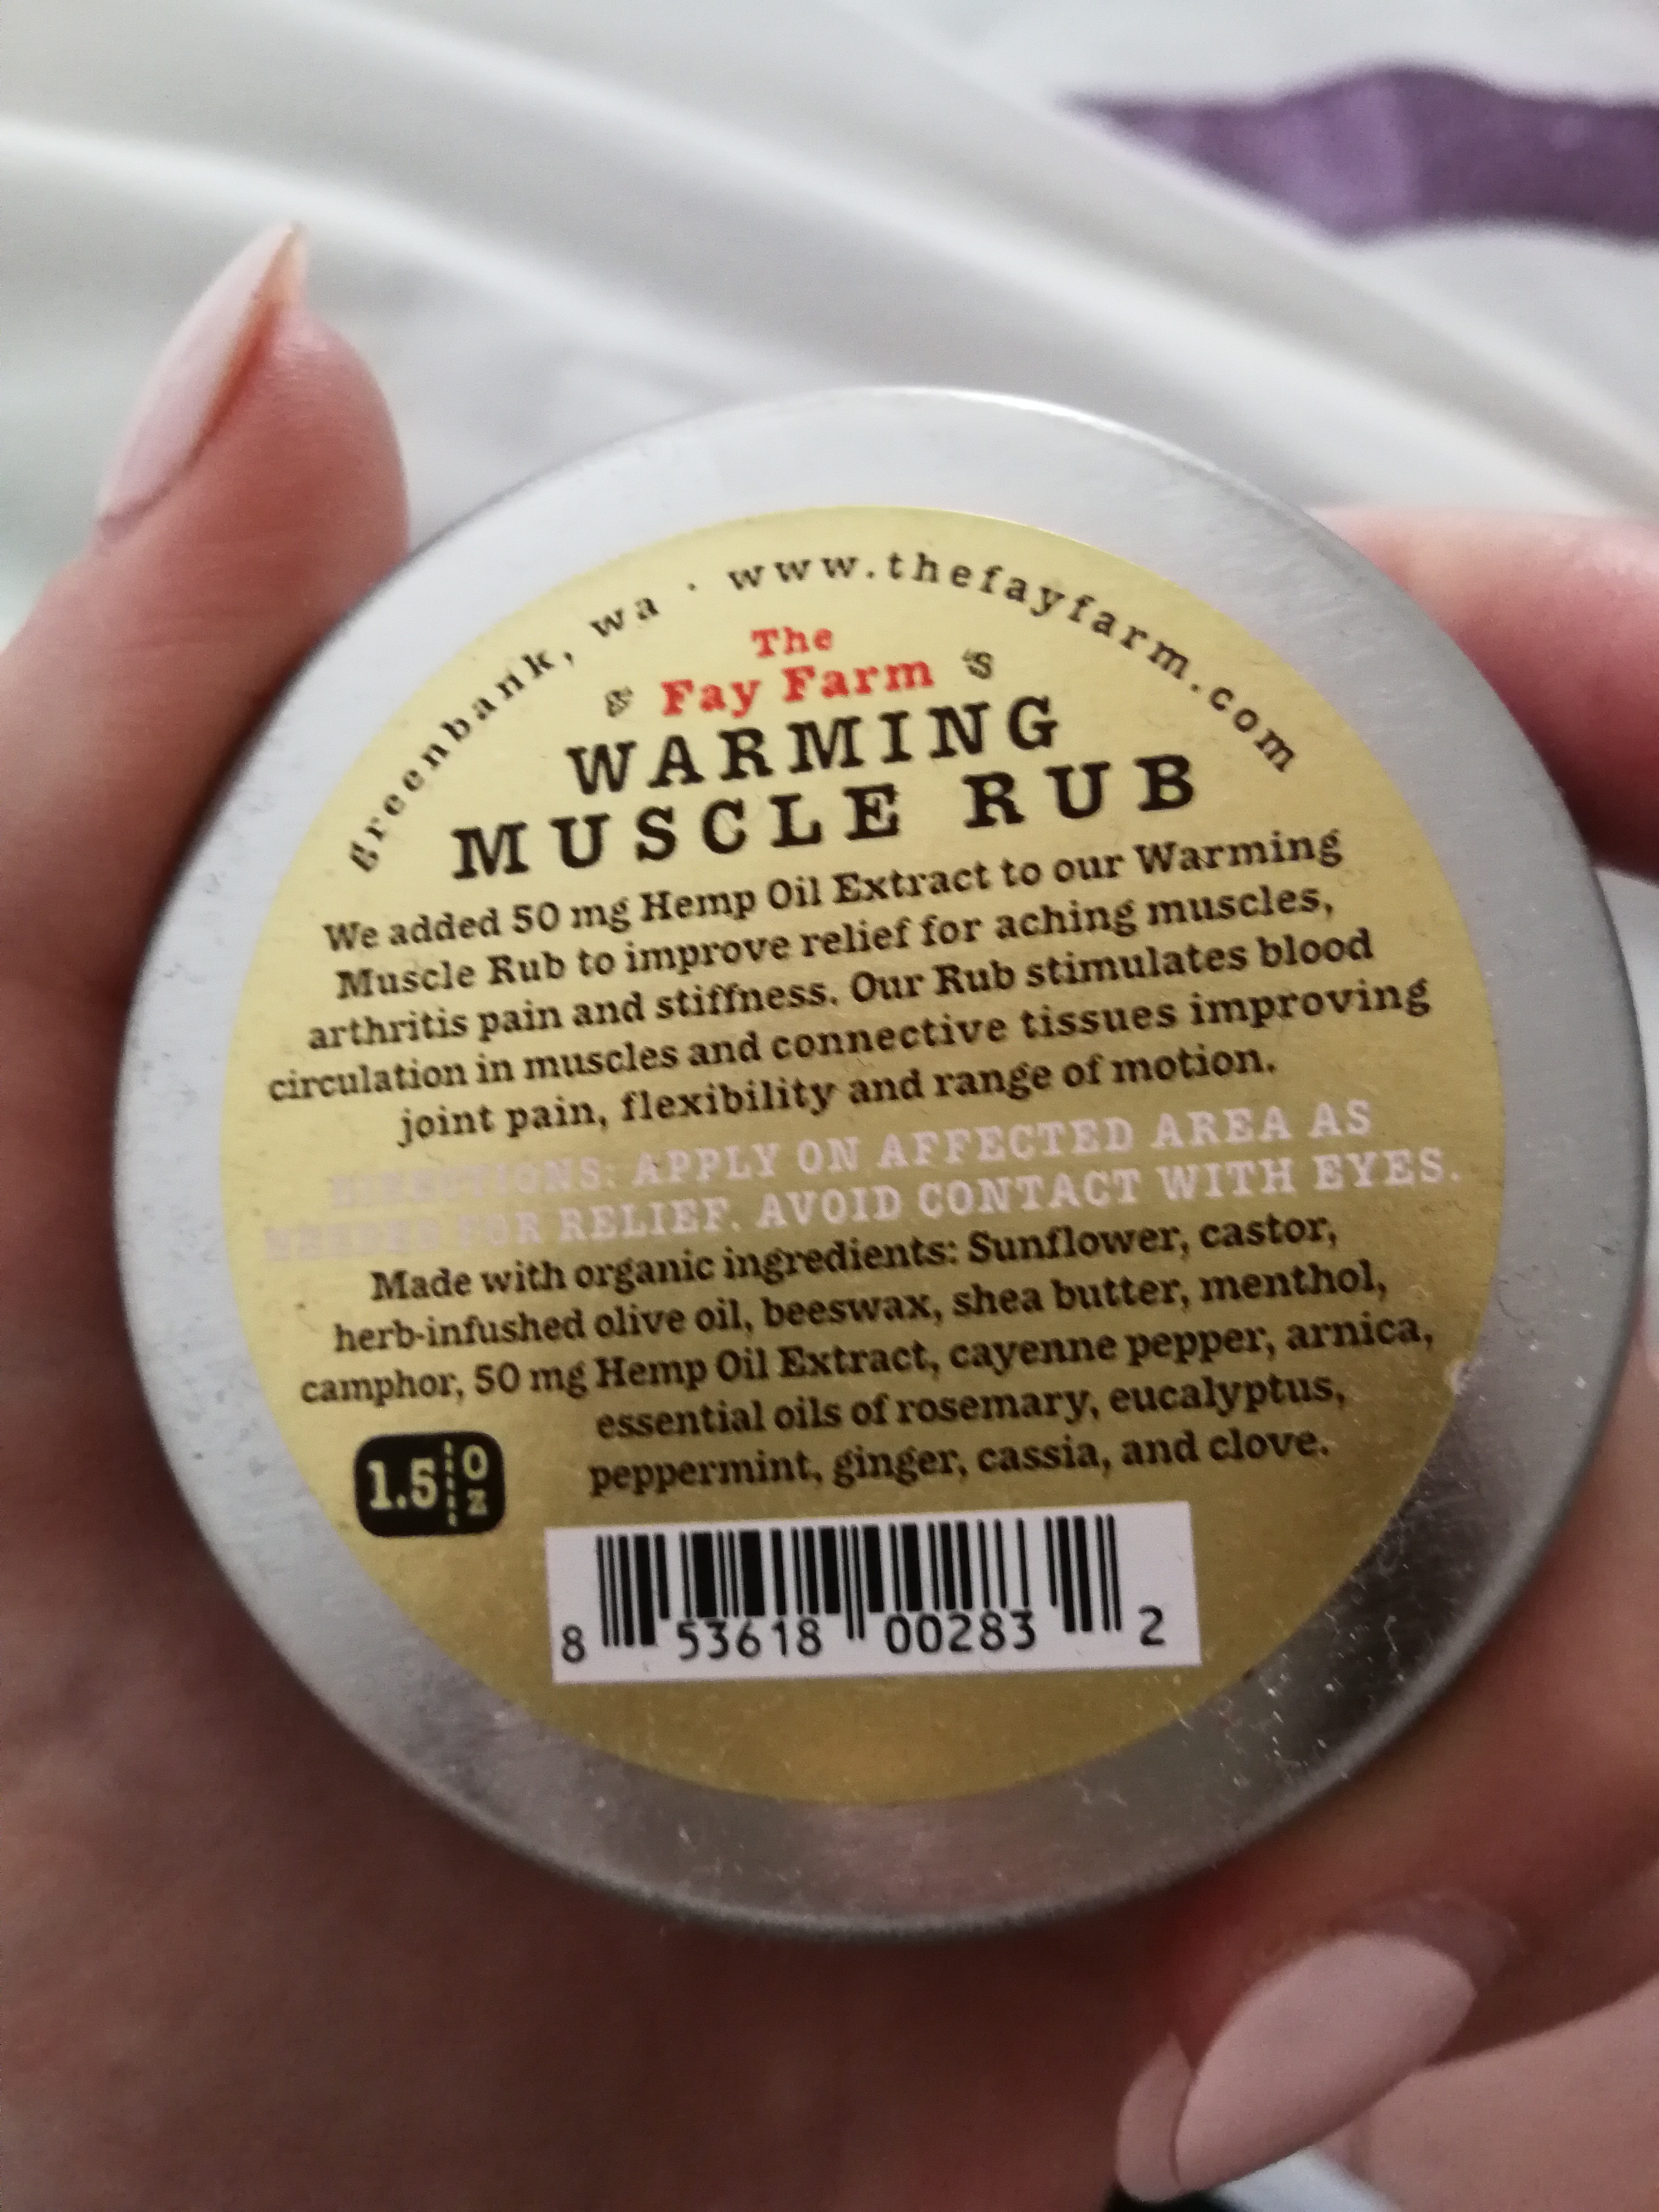 Greenbank, wa · www.thefayfarm.com
The
Fay Farm 's
WARMING
MUSCLE RUB
We added 50 mg Hemp Oil Extract to our Warming
Muscle Rub to improve relief for aching muscles,
arthritis pain and stiffness. Our Rub stimulates blood
circulation in muscles and connective tissues improving
joint pain, flexibility and range of motion.
DIRECTIONS: APPLY ON AFFECTED AREA AS
NEEDED FOR RELIEF. AVOID CONTACT WITH EYES.
Made with organic ingredients: Sunflower, castor,
herb-infushed olive oil, beeswax, shea butter, menthol,
camphor, 50 mg Hemp Oil Extract, cayenne pepper, arnica,
essential oils of rosemary, eucalyptus,
peppermint, ginger, cassia, and clove.
1.5 Oz
8 53618 00283 2